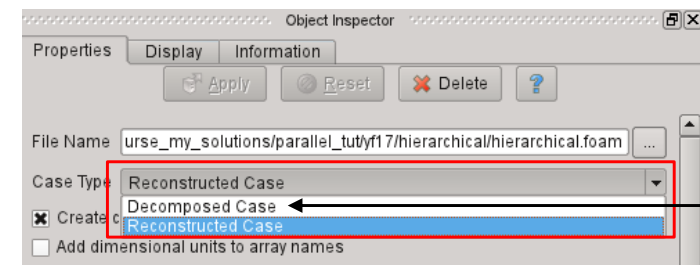 Object Inspector
Properties Display Information
Apply Reset Delete ?
File Name urse_my_solutions/parallel_tut/yf17/hierarchical/hierarchical.foam ...
Case Type Reconstructed Case
Decomposed Case
Create c Reconstructed Case
Add dimensional units to array names